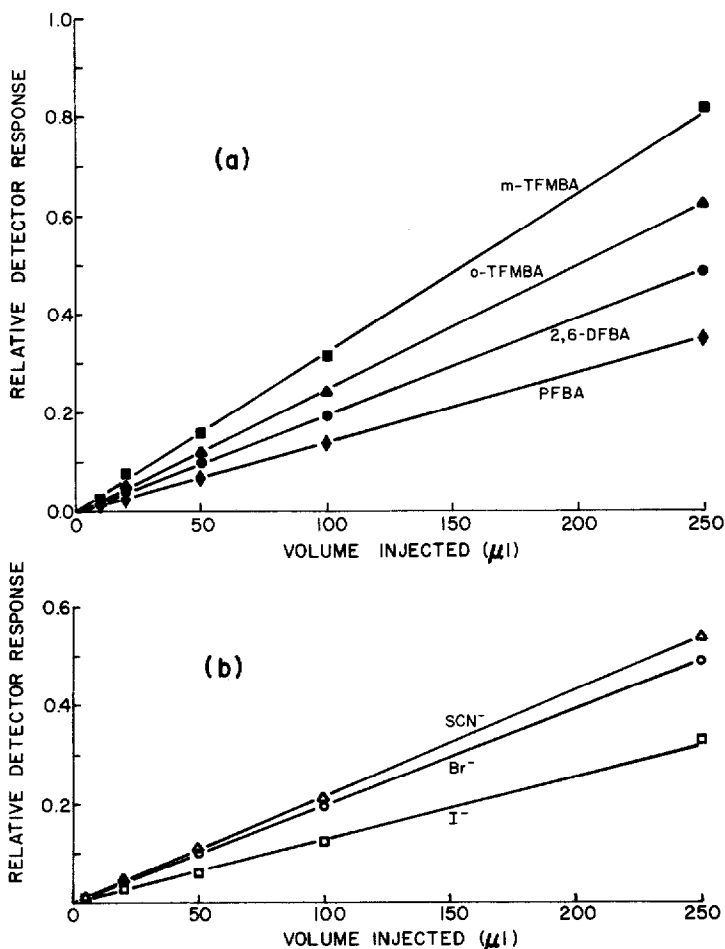 1.0
0.8
0.6
0.4
0.2
0.0
RELATIVE DETECTOR RESPONSE
(a)
m-TFMBA
o-TFMBA
2,6-DFBA
PFBA
0 50 100 150 200 250
VOLUME INJECTED (μl)
0.6
0.4
0.2
RELATIVE DETECTOR RESPONSE
(b)
SCN⁻
Br⁻
I⁻
0 50 100 150 200 250
VOLUME INJECTED (μl)